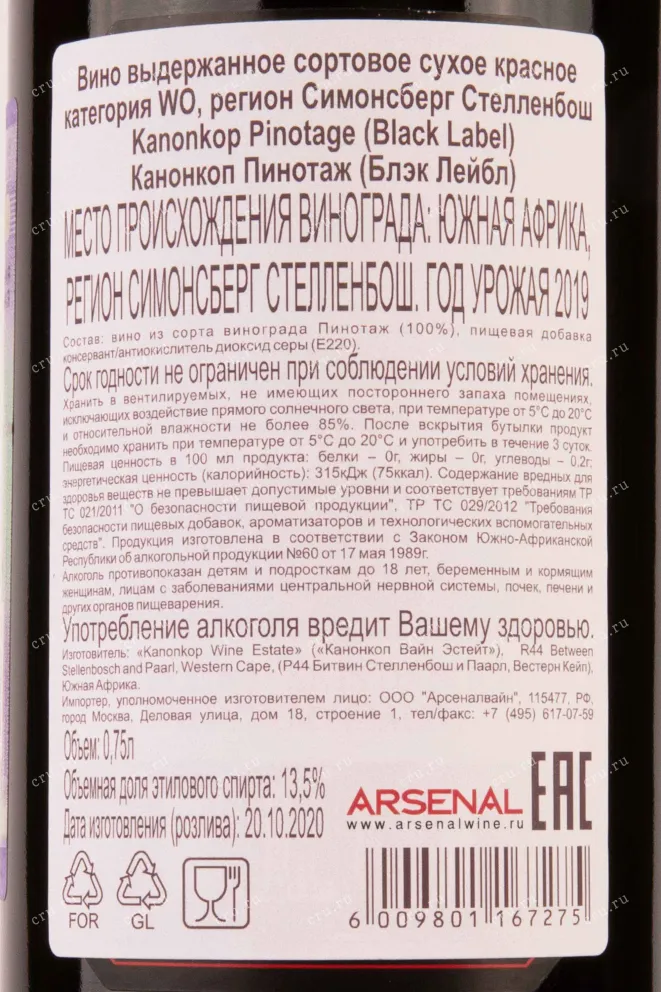 Вино выдержанное сортовое сухое красное
категория WO, регион Симонсберг Стелленбош
Kanonkop Pinotage (Black Label)
Канонкоп Пинотаж (Блэк Лейбл)
МЕСТО ПРОИСХОЖДЕНИЯ ВИНОГРАДА: ЮЖНАЯ АФРИКА,
РЕГИОН СИМОНСБЕРГ СТЕЛЛЕНБОШ. ГОД УРОЖАЯ 2019
Состав: вино из сорта винограда Пинотаж (100%), пищевая добавка
консервант/антиокислитель диоксид серы (E220).
Срок годности не ограничен при соблюдении условий хранения.
Хранить в вентилируемых, не имеющих постороннего запаха помещениях,
исключающих воздействие прямого солнечного света, при температуре от 5°C до 20°C
и относительной влажности не более 85%. После вскрытия бутылки продукт
необходимо хранить при температуре от 5°C до 20°C и употребить в течение 3 суток.
Пищевая ценность в 100 мл продукта: белки – 0г, жиры – 0г, углеводы – 0,2г;
энергетическая ценность (калорийность): 315кДж (75ккал). Содержание вредных для
здоровья веществ не превышает допустимые уровни и соответствует требованиям ТР
ТС 021/2011 "О безопасности пищевой продукции", ТР ТС 029/2012 "Требования
безопасности пищевых добавок, ароматизаторов и технологических вспомогательных
средств". Продукция изготовлена в соответствии с Законом Южно-Африканской
Республики об алкогольной продукции №60 от 17 мая 1989г.
Алкоголь противопоказан детям и подросткам до 18 лет, беременным и кормящим
женщинам, лицам с заболеваниями центральной нервной системы, почек, печени и
других органов пищеварения.
Употребление алкоголя вредит Вашему здоровью.
Изготовитель: «Kanonkop Wine Estate» («Канонкоп Вайн Эстейт»), R44 Between
Stellenbosch and Paarl, Western Cape, (Р44 Битвин Стелленбош и Паарл, Вестерн Кейп),
Южная Африка.
Импортер, уполномоченное изготовителем лицо: ООО "Арсеналвайн", 115477, РФ,
город Москва, Деловая улица, дом 18, строение 1, тел/факс: +7 (495) 617-07-59
Объем: 0,75л
Объемная доля этилового спирта: 13,5%
Дата изготовления (розлива): 20.10.2020
ARSENAL
www.arsenalwine.ru
EAC
FOR
GL
6 009801 167275